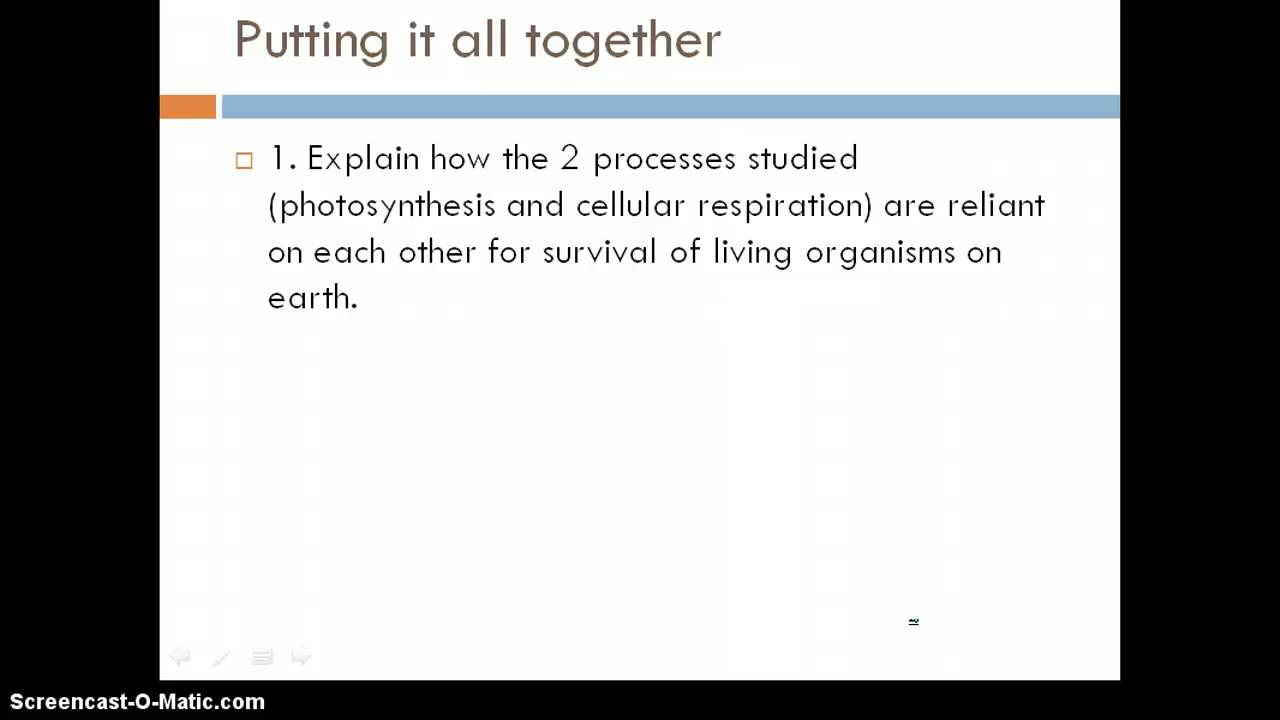 Putting it all together
1. Explain how the 2 processes studied
(photosynthesis and cellular respiration) are reliant
on each other for survival of living organisms on
earth.
Screencast-O-Matic.com